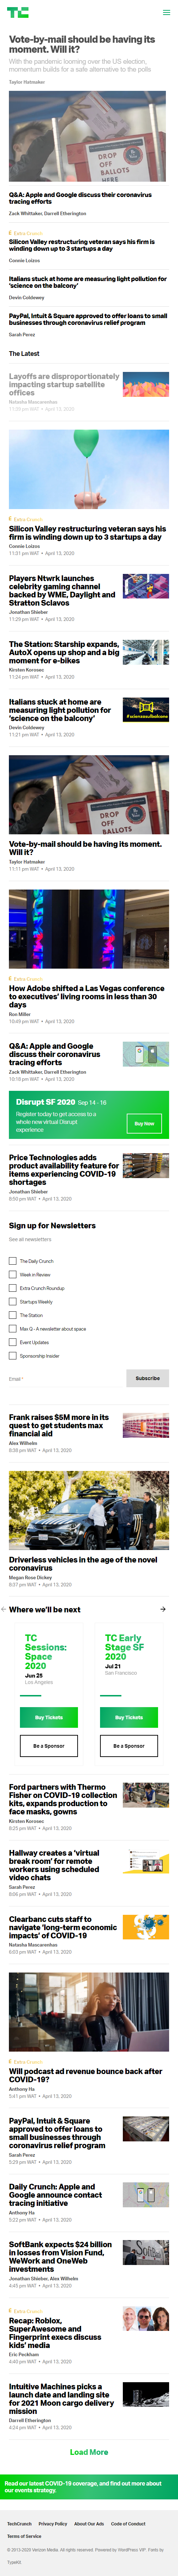 Vote-by-mail should be having its
moment. Will it?
With the pandemic looming over the US election,
momentum builds for a safe alternative to the polls
Taylor Hatmaker
DROP OFF
BALLOTS
HERE
Q&A: Apple and Google discuss their coronavirus
tracing efforts
Zack Whittaker, Darrell Etherington
Extra Crunch
Silicon Valley restructuring veteran says his firm is
winding down up to 3 startups a day
Connie Loizos
Italians stuck at home are measuring light pollution for
‘science on the balcony’
Devin Coldewey
PayPal, Intuit & Square approved to offer loans to small
businesses through coronavirus relief program
Sarah Perez
The Latest
Layoffs are disproportionately
impacting startup satellite
offices
Natasha Mascarenhas
11:39 pm WAT • April 13, 2020
Extra Crunch
Silicon Valley restructuring veteran says his
firm is winding down up to 3 startups a day
Connie Loizos
11:31 pm WAT • April 13, 2020
Players Ntwrk launches
celebrity gaming channel
backed by WME, Daylight and
Stratton Sclavos
Jonathan Shieber
11:29 pm WAT • April 13, 2020
The Station: Starship expands,
AutoX opens up shop and a big
moment for e-bikes
Kirsten Korosec
11:24 pm WAT • April 13, 2020
Italians stuck at home are
measuring light pollution for
‘science on the balcony’
Devin Coldewey
11:21 pm WAT • April 13, 2020
#scienzasulbalcone
DROP OFF
BALLOTS
HERE
Vote-by-mail should be having its moment.
Will it?
Taylor Hatmaker
11:11 pm WAT • April 13, 2020
Extra Crunch
How Adobe shifted a Las Vegas conference
to executives’ living rooms in less than 30
days
Ron Miller
10:49 pm WAT • April 13, 2020
Q&A: Apple and Google
discuss their coronavirus
tracing efforts
Zack Whittaker, Darrell Etherington
10:18 pm WAT • April 13, 2020
Disrupt SF 2020 Sep 14 - 16
Register today to get access to a
whole new virtual Disrupt
experience
Buy Now
Price Technologies adds
product availability feature for
items experiencing COVID-19
shortages
Jonathan Shieber
8:50 pm WAT • April 13, 2020
Sign up for Newsletters
See all newsletters
The Daily Crunch
Week in Review
Extra Crunch Roundup
Startups Weekly
The Station
Max Q - A newsletter about space
Event Updates
Sponsorship Insider
Email *
Subscribe
Frank raises $5M more in its
quest to get students max
financial aid
Alex Wilhelm
8:38 pm WAT • April 13, 2020
Driverless vehicles in the age of the novel
coronavirus
Megan Rose Dickey
8:37 pm WAT • April 13, 2020
Where we’ll be next
TC
Sessions:
Space
2020
Jun 25
Los Angeles
Buy Tickets
Be a Sponsor
TC Early
Stage SF
2020
Jul 21
San Francisco
Buy Tickets
Be a Sponsor
Ford partners with Thermo
Fisher on COVID-19 collection
kits, expands production to
face masks, gowns
Kirsten Korosec
8:25 pm WAT • April 13, 2020
Hallway creates a ‘virtual
break room’ for remote
workers using scheduled
video chats
Sarah Perez
8:06 pm WAT • April 13, 2020
Clearbanc cuts staff to
navigate ‘long-term economic
impacts’ of COVID-19
Natasha Mascarenhas
6:03 pm WAT • April 13, 2020
Extra Crunch
Will podcast ad revenue bounce back after
COVID-19?
Anthony Ha
5:41 pm WAT • April 13, 2020
PayPal, Intuit & Square
approved to offer loans to
small businesses through
coronavirus relief program
Sarah Perez
5:29 pm WAT • April 13, 2020
Daily Crunch: Apple and
Google announce contact
tracing initiative
Anthony Ha
5:22 pm WAT • April 13, 2020
SoftBank expects $24 billion
in losses from Vision Fund,
WeWork and OneWeb
investments
Jonathan Shieber, Alex Wilhelm
4:45 pm WAT • April 13, 2020
Extra Crunch
Recap: Roblox,
SuperAwesome and
Fingerprint execs discuss
kids’ media
Eric Peckham
4:40 pm WAT • April 13, 2020
Intuitive Machines picks a
launch date and landing site
for 2021 Moon cargo delivery
mission
Darrell Etherington
4:24 pm WAT • April 13, 2020
Load More
Read our latest COVID-19 coverage, and find out more about
our events strategy.
TechCrunch Privacy Policy About Our Ads Code of Conduct
Terms of Service
© 2013-2020 Verizon Media. All rights reserved. Powered by WordPress VIP. Fonts by
TypeKit.